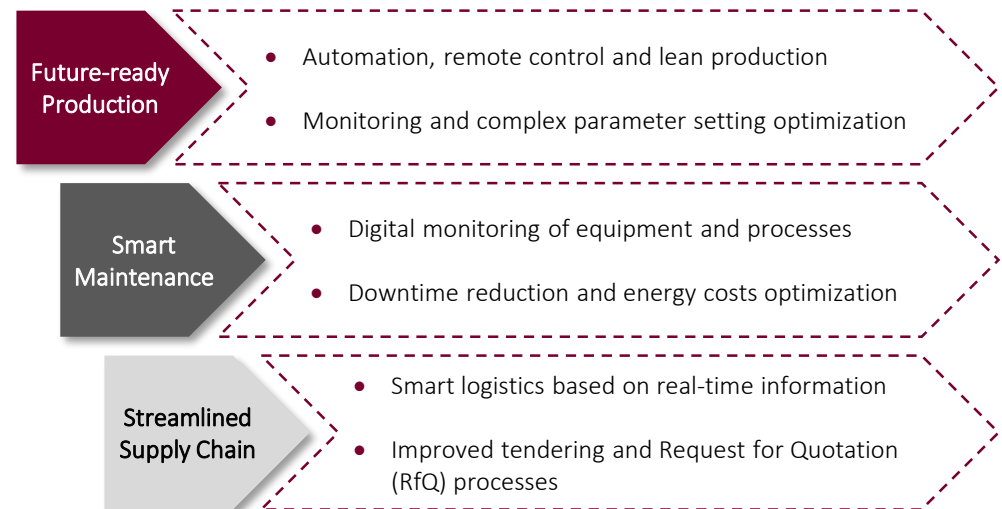 Future-ready
Production
• Automation, remote control and lean production
• Monitoring and complex parameter setting optimization
Smart
Maintenance
• Digital monitoring of equipment and processes
• Downtime reduction and energy costs optimization
Streamlined
Supply Chain
• Smart logistics based on real-time information
• Improved tendering and Request for Quotation
(RfQ) processes